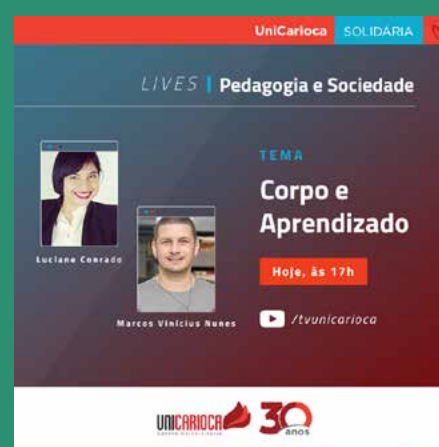 UniCarioca SOLIDÁRIA
LIVES | Pedagogia e Sociedade
TEMA
Corpo e
Aprendizado
Hoje, às 17h
/tvunicarioca
Luciane Conrado
Marcos Vinicius Nunes
UNICARIOCA
30
anos